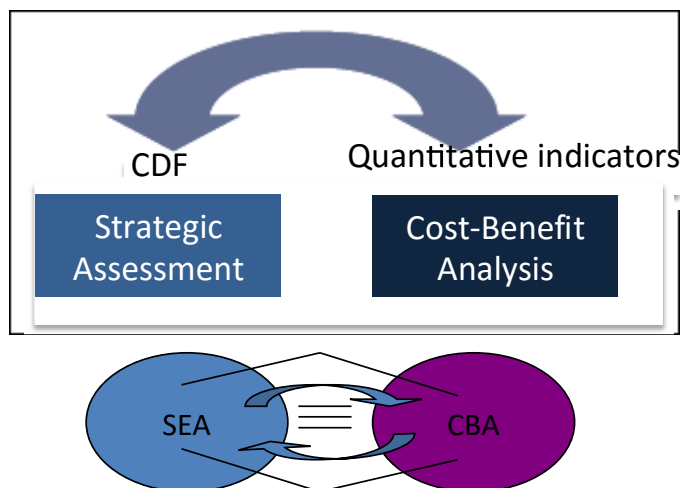 CDF
Quantitative indicators
Strategic
Assessment
Cost-Benefit
Analysis
SEA
CBA